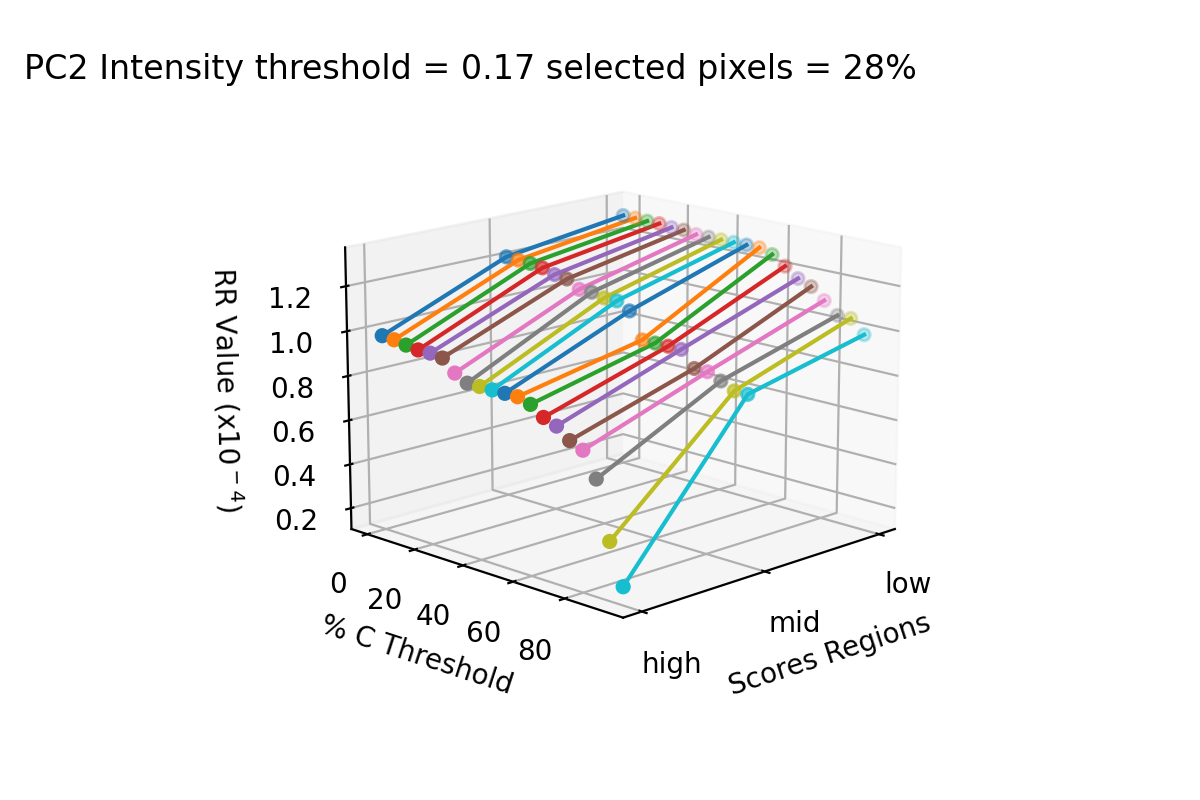 PC2 Intensity threshold = 0.17 selected pixels = 28%
RR Value (x10⁻⁴)
1.2
1.0
0.8
0.6
0.4
0.2
0
20
40
60
80
% C Threshold
high
mid
low
Scores Regions